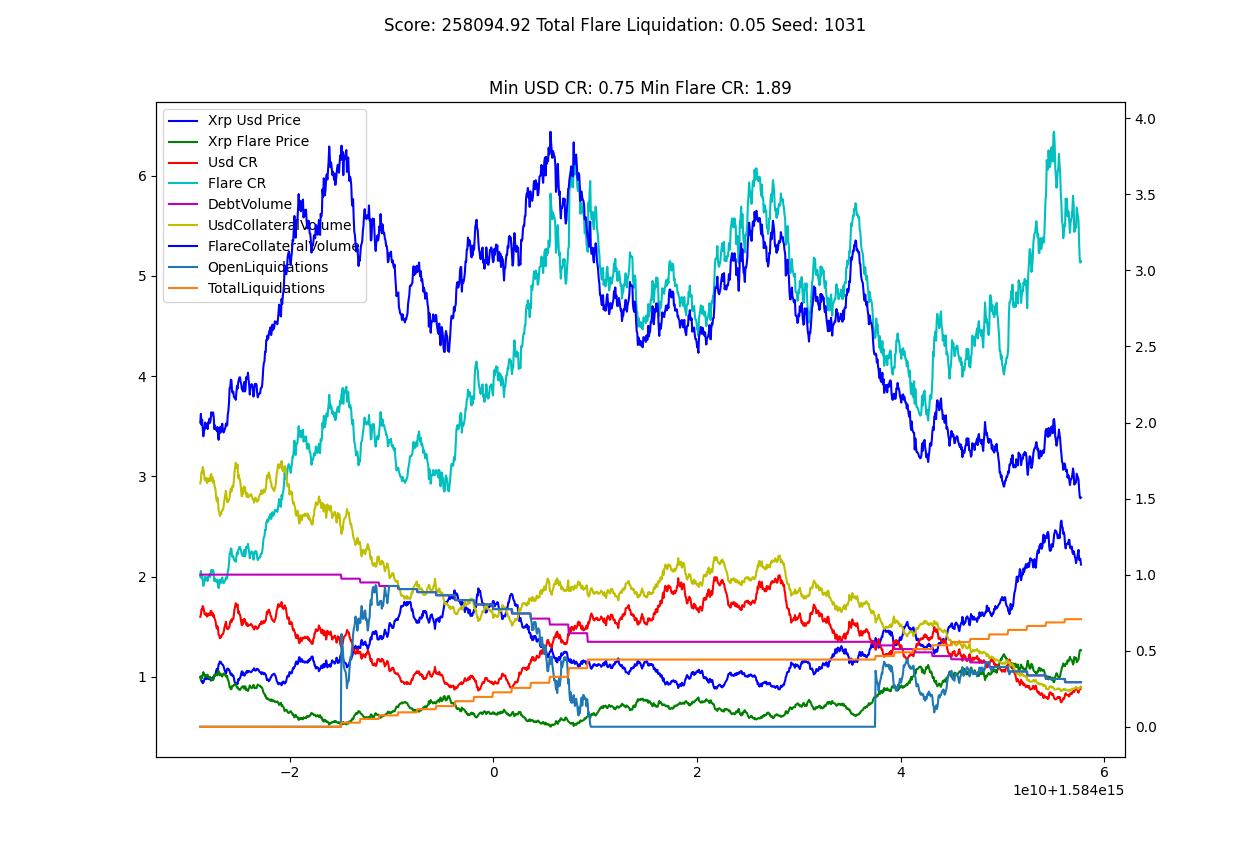 Score: 258094.92 Total Flare Liquidation: 0.05 Seed: 1031
Min USD CR: 0.75 Min Flare CR: 1.89
Xrp Usd Price
Xrp Flare Price
Usd CR
Flare CR
DebtVolume
UsdCollateralVolume
FlareCollateralVolume
OpenLiquidations
TotalLiquidations
6
5
4
3
2
1
4.0
3.5
3.0
2.5
2.0
1.5
1.0
0.5
0.0
−2 0 2 4 6
1e10+1.584e15